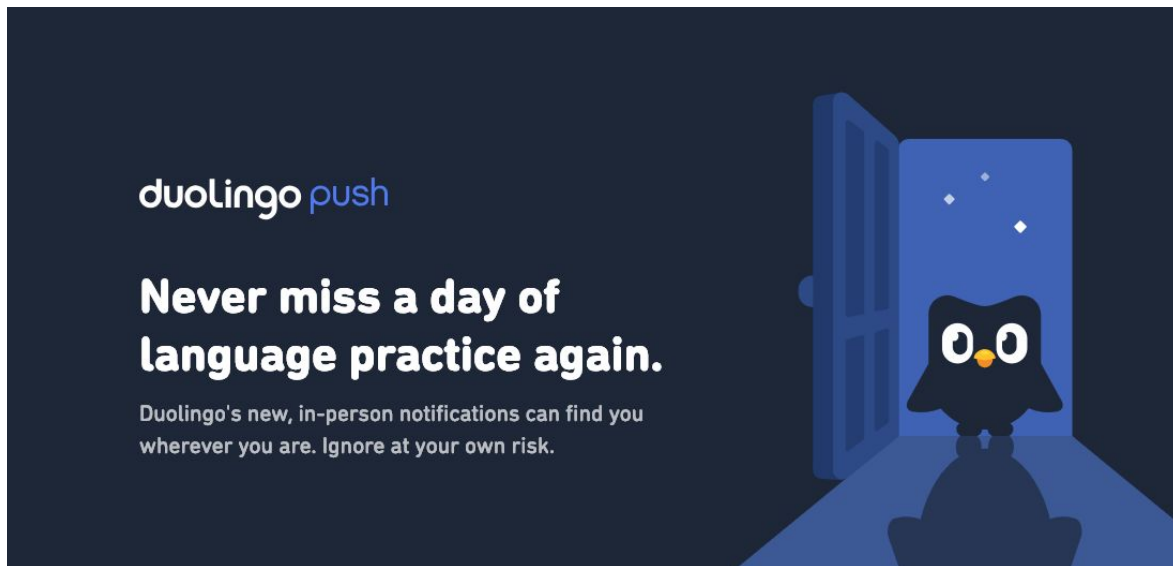 duolingo push
Never miss a day of
language practice again.
Duolingo's new, in-person notifications can find you
wherever you are. Ignore at your own risk.